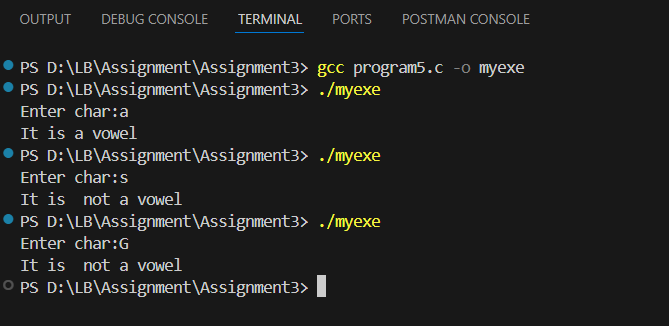 OUTPUT DEBUG CONSOLE TERMINAL PORTS POSTMAN CONSOLE
PS D:\LB\Assignment\Assignment3> gcc program5.c -o myexe
PS D:\LB\Assignment\Assignment3> ./myexe
Enter char:a
It is a vowel
PS D:\LB\Assignment\Assignment3> ./myexe
Enter char:s
It is  not a vowel
PS D:\LB\Assignment\Assignment3> ./myexe
Enter char:G
It is  not a vowel
PS D:\LB\Assignment\Assignment3>